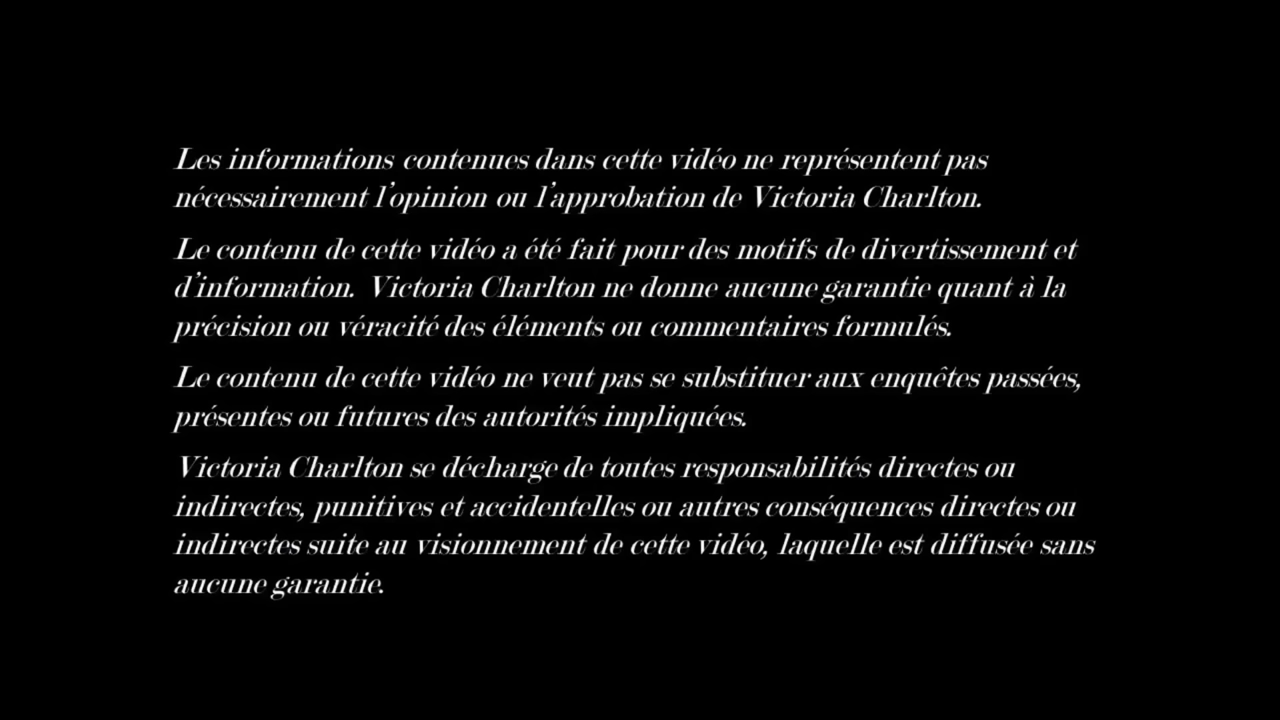 Les informations contenues dans cette vidéo ne représentent pas
nécessairement l’opinion ou l’approbation de Victoria Charlton.
Le contenu de cette vidéo a été fait pour des motifs de divertissement et
d’information. Victoria Charlton ne donne aucune garantie quant à la
précision ou véracité des éléments ou commentaires formulés.
Le contenu de cette vidéo ne veut pas se substituer aux enquêtes passées,
présentes ou futures des autorités impliquées.
Victoria Charlton se décharge de toutes responsabilités directes ou
indirectes, punitives et accidentelles ou autres conséquences directes ou
indirectes suite au visionnement de cette vidéo, laquelle est diffusée sans
aucune garantie.